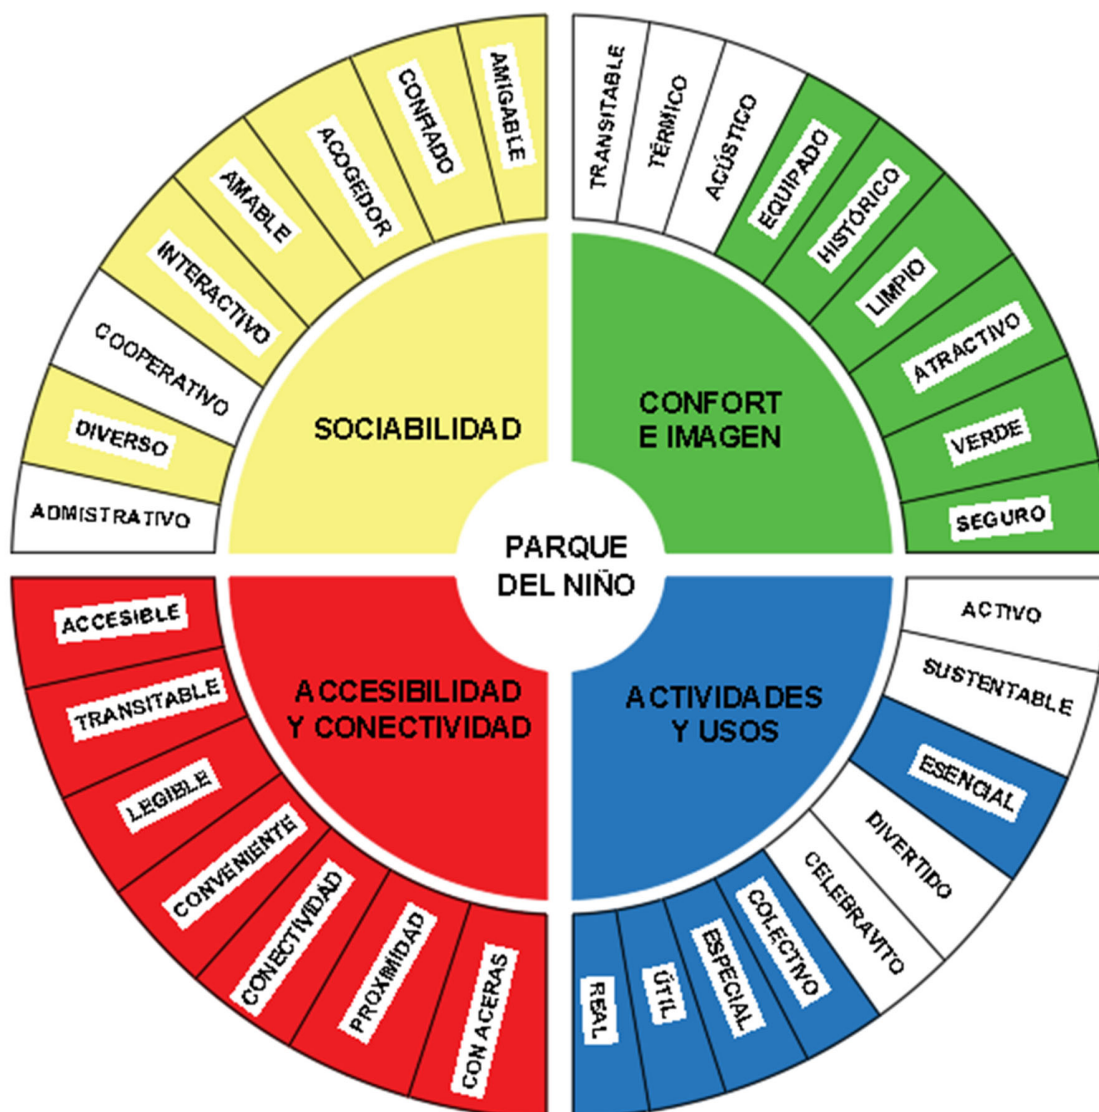 AMIGABLE
CONFIADO
ACOGEDOR
AMABLE
INTERACTIVO
COOPERATIVO
DIVERSO
ADMISTRATIVO
SOCIABILIDAD
TRANSITABLE
TÉRMICO
ACÚSTICO
EQUIPADO
HISTÓRICO
LIMPIO
ATRACTIVO
VERDE
SEGURO
CONFORT
E IMAGEN
PARQUE
DEL NIÑO
ACCESIBLE
TRANSITABLE
LEGIBLE
CONVENIENTE
CONECTIVIDAD
PROXIMIDAD
CON ACERAS
ACCESIBILIDAD
Y CONECTIVIDAD
ACTIVIDADES
Y USOS
ACTIVO
SUSTENTABLE
ESENCIAL
DIVERTIDO
CELEBRAVITO
COLECTIVO
ESPECIAL
ÚTIL
REAL